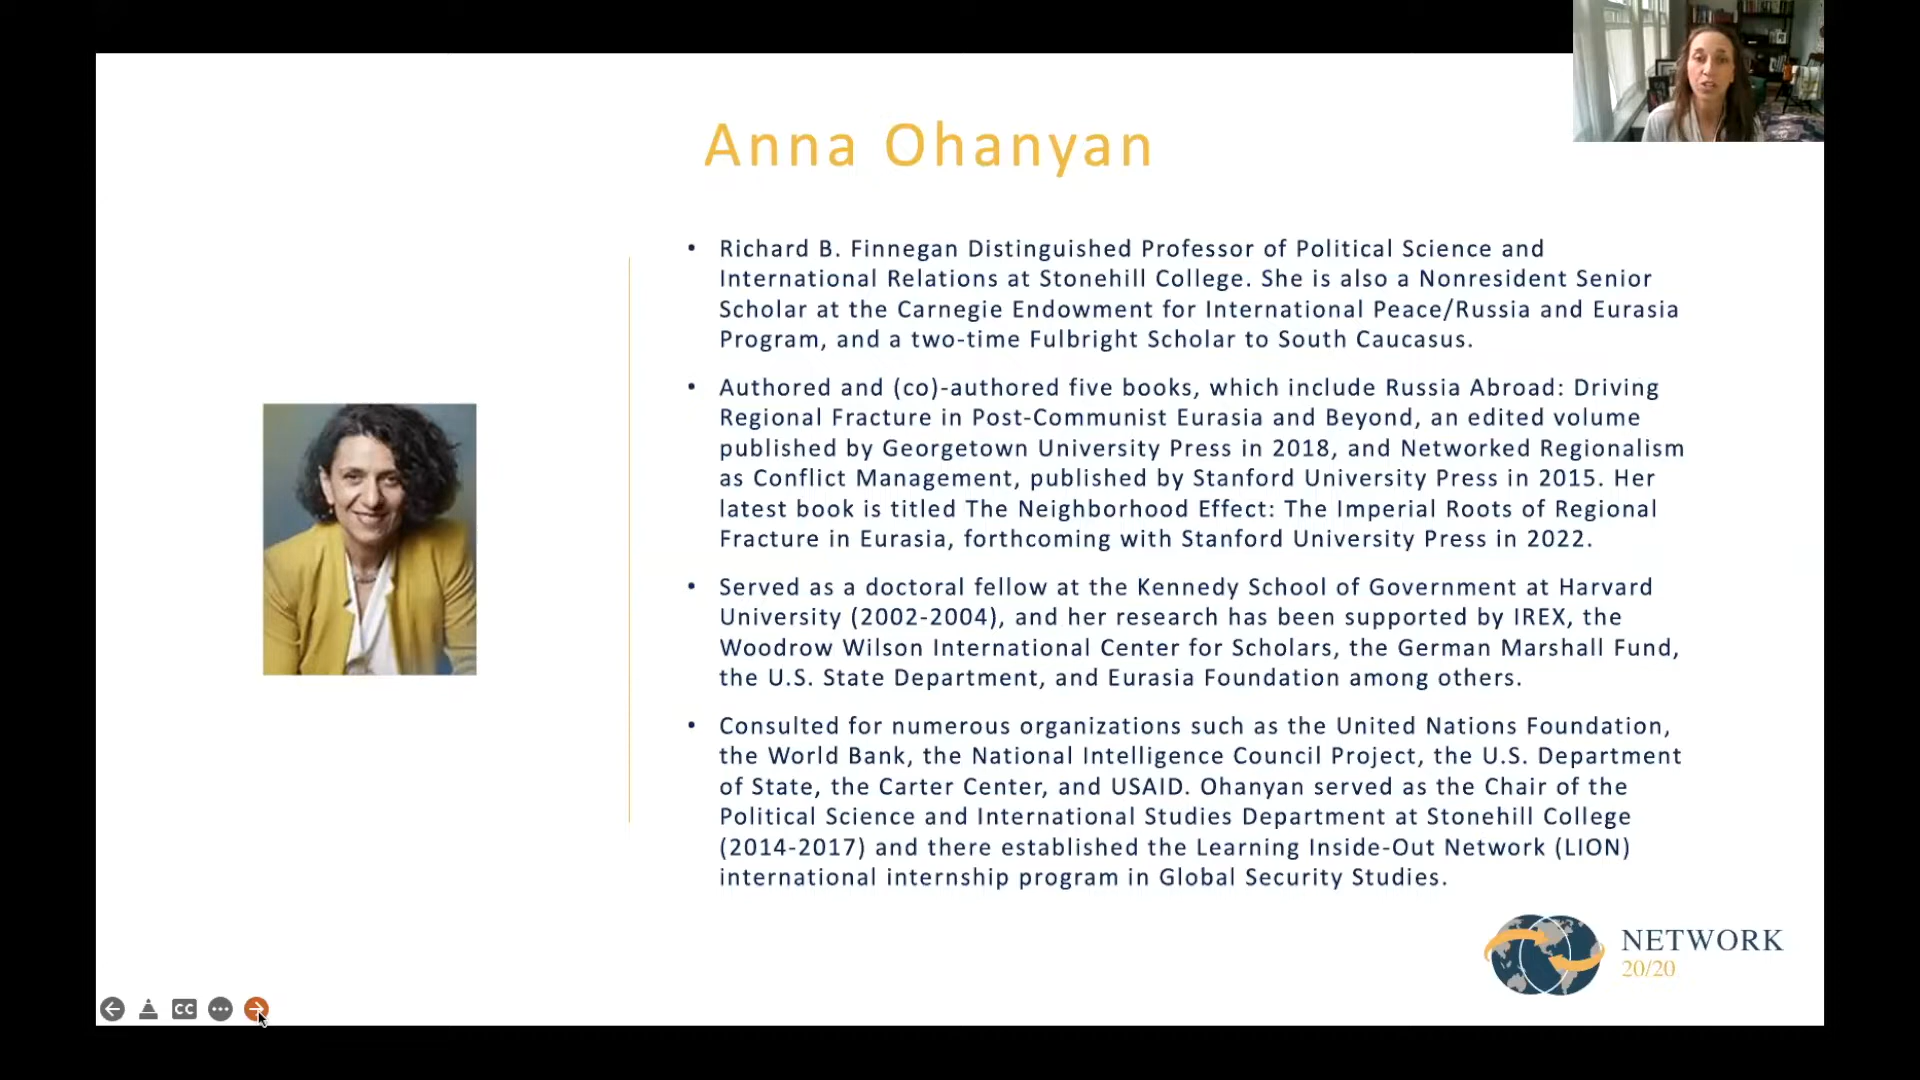 Anna Ohanyan
• Richard B. Finnegan Distinguished Professor of Political Science and
International Relations at Stonehill College. She is also a Nonresident Senior
Scholar at the Carnegie Endowment for International Peace/Russia and Eurasia
Program, and a two-time Fulbright Scholar to South Caucasus.
• Authored and (co)-authored five books, which include Russia Abroad: Driving
Regional Fracture in Post-Communist Eurasia and Beyond, an edited volume
published by Georgetown University Press in 2018, and Networked Regionalism
as Conflict Management, published by Stanford University Press in 2015. Her
latest book is titled The Neighborhood Effect: The Imperial Roots of Regional
Fracture in Eurasia, forthcoming with Stanford University Press in 2022.
• Served as a doctoral fellow at the Kennedy School of Government at Harvard
University (2002-2004), and her research has been supported by IREX, the
Woodrow Wilson International Center for Scholars, the German Marshall Fund,
the U.S. State Department, and Eurasia Foundation among others.
• Consulted for numerous organizations such as the United Nations Foundation,
the World Bank, the National Intelligence Council Project, the U.S. Department
of State, the Carter Center, and USAID. Ohanyan served as the Chair of the
Political Science and International Studies Department at Stonehill College
(2014-2017) and there established the Learning Inside-Out Network (LION)
international internship program in Global Security Studies.
NETWORK
20/20
CC